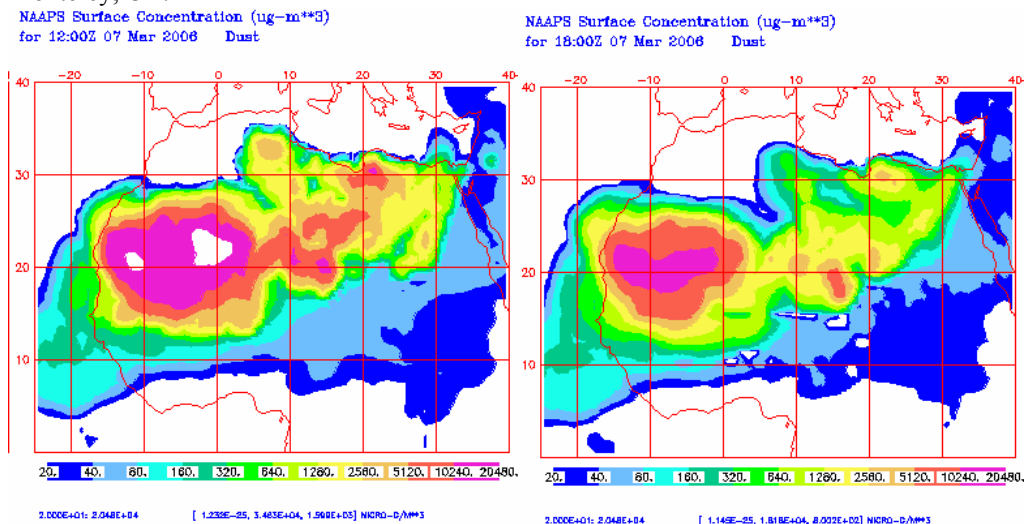 NAAPS Surface Concentration (ug-m**3)
for 12:00Z 07 Mar 2006 Dust
40 -20 -10 0 10 20 30 40
30
20
10
20. 40. 80. 160. 320. 640. 1280. 2560. 5120. 10240. 20480.
2.000E+01: 2.048E+04 [ 1.232E-25, 3.463E+04, 1.599E+03] MICRO-G/M**3
NAAPS Surface Concentration (ug-m**3)
for 18:00Z 07 Mar 2006 Dust
40 -20 -10 0 10 20 30 40
30
20
10
20. 40. 80. 160. 320. 640. 1280. 2560. 5120. 10240. 20480.
2.000E+01: 2.048E+04 [ 1.145E-25, 1.818E+04, 8.002E+02] MICRO-G/M**3